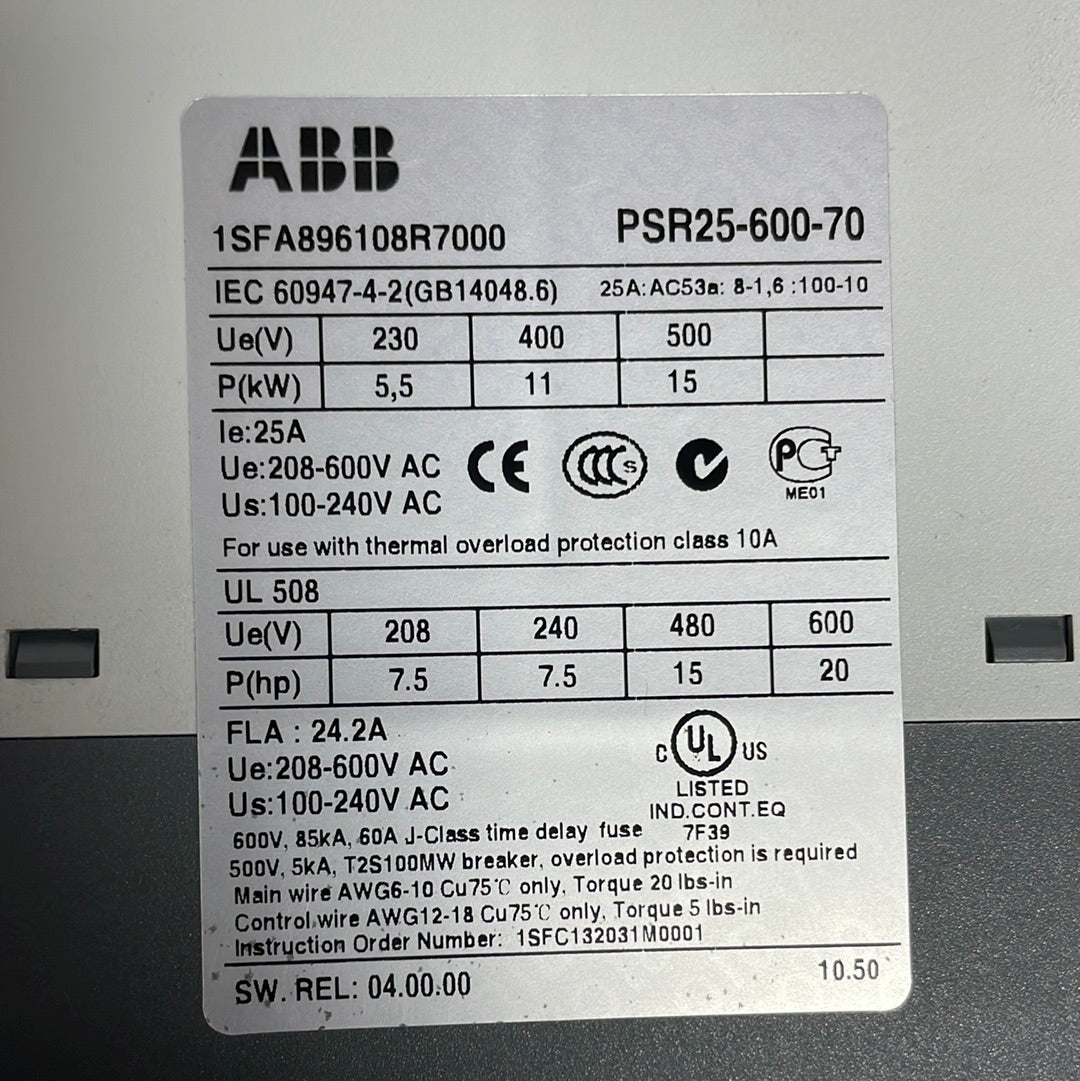 ABB
1SFA896108R7000 PSR25-600-70
IEC 60947-4-2(GB14048.6) 25A:AC53a: 8-1,6 :100-10
Ue(V) 230 400 500
P(kW) 5,5 11 15
Ie:25A
Ue:208-600V AC
Us:100-240V AC
CE CCC S PCT
ME01
For use with thermal overload protection class 10A
UL 508
Ue(V) 208 240 480 600
P(hp) 7.5 7.5 15 20
FLA : 24.2A
Ue:208-600V AC
Us:100-240V AC
C UL US
LISTED
IND.CONT.EQ
7F39
600V, 85kA, 60A J-Class time delay fuse
500V, 5kA, T2S100MW breaker, overload protection is required
Main wire AWG6-10 Cu75℃ only, Torque 20 lbs-in
Control wire AWG12-18 Cu75℃ only, Torque 5 lbs-in
Instruction Order Number: 1SFC132031M0001
SW. REL: 04.00.00 10.50